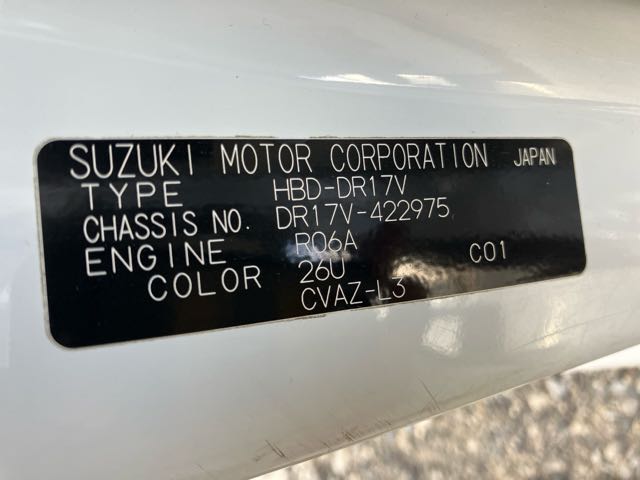 SUZUKI MOTOR CORPORATION JAPAN
TYPE HBD-DR17V
CHASSIS NO. DR17V-422975
ENGINE R06A
COLOR 26U C01
CVAZ-L3